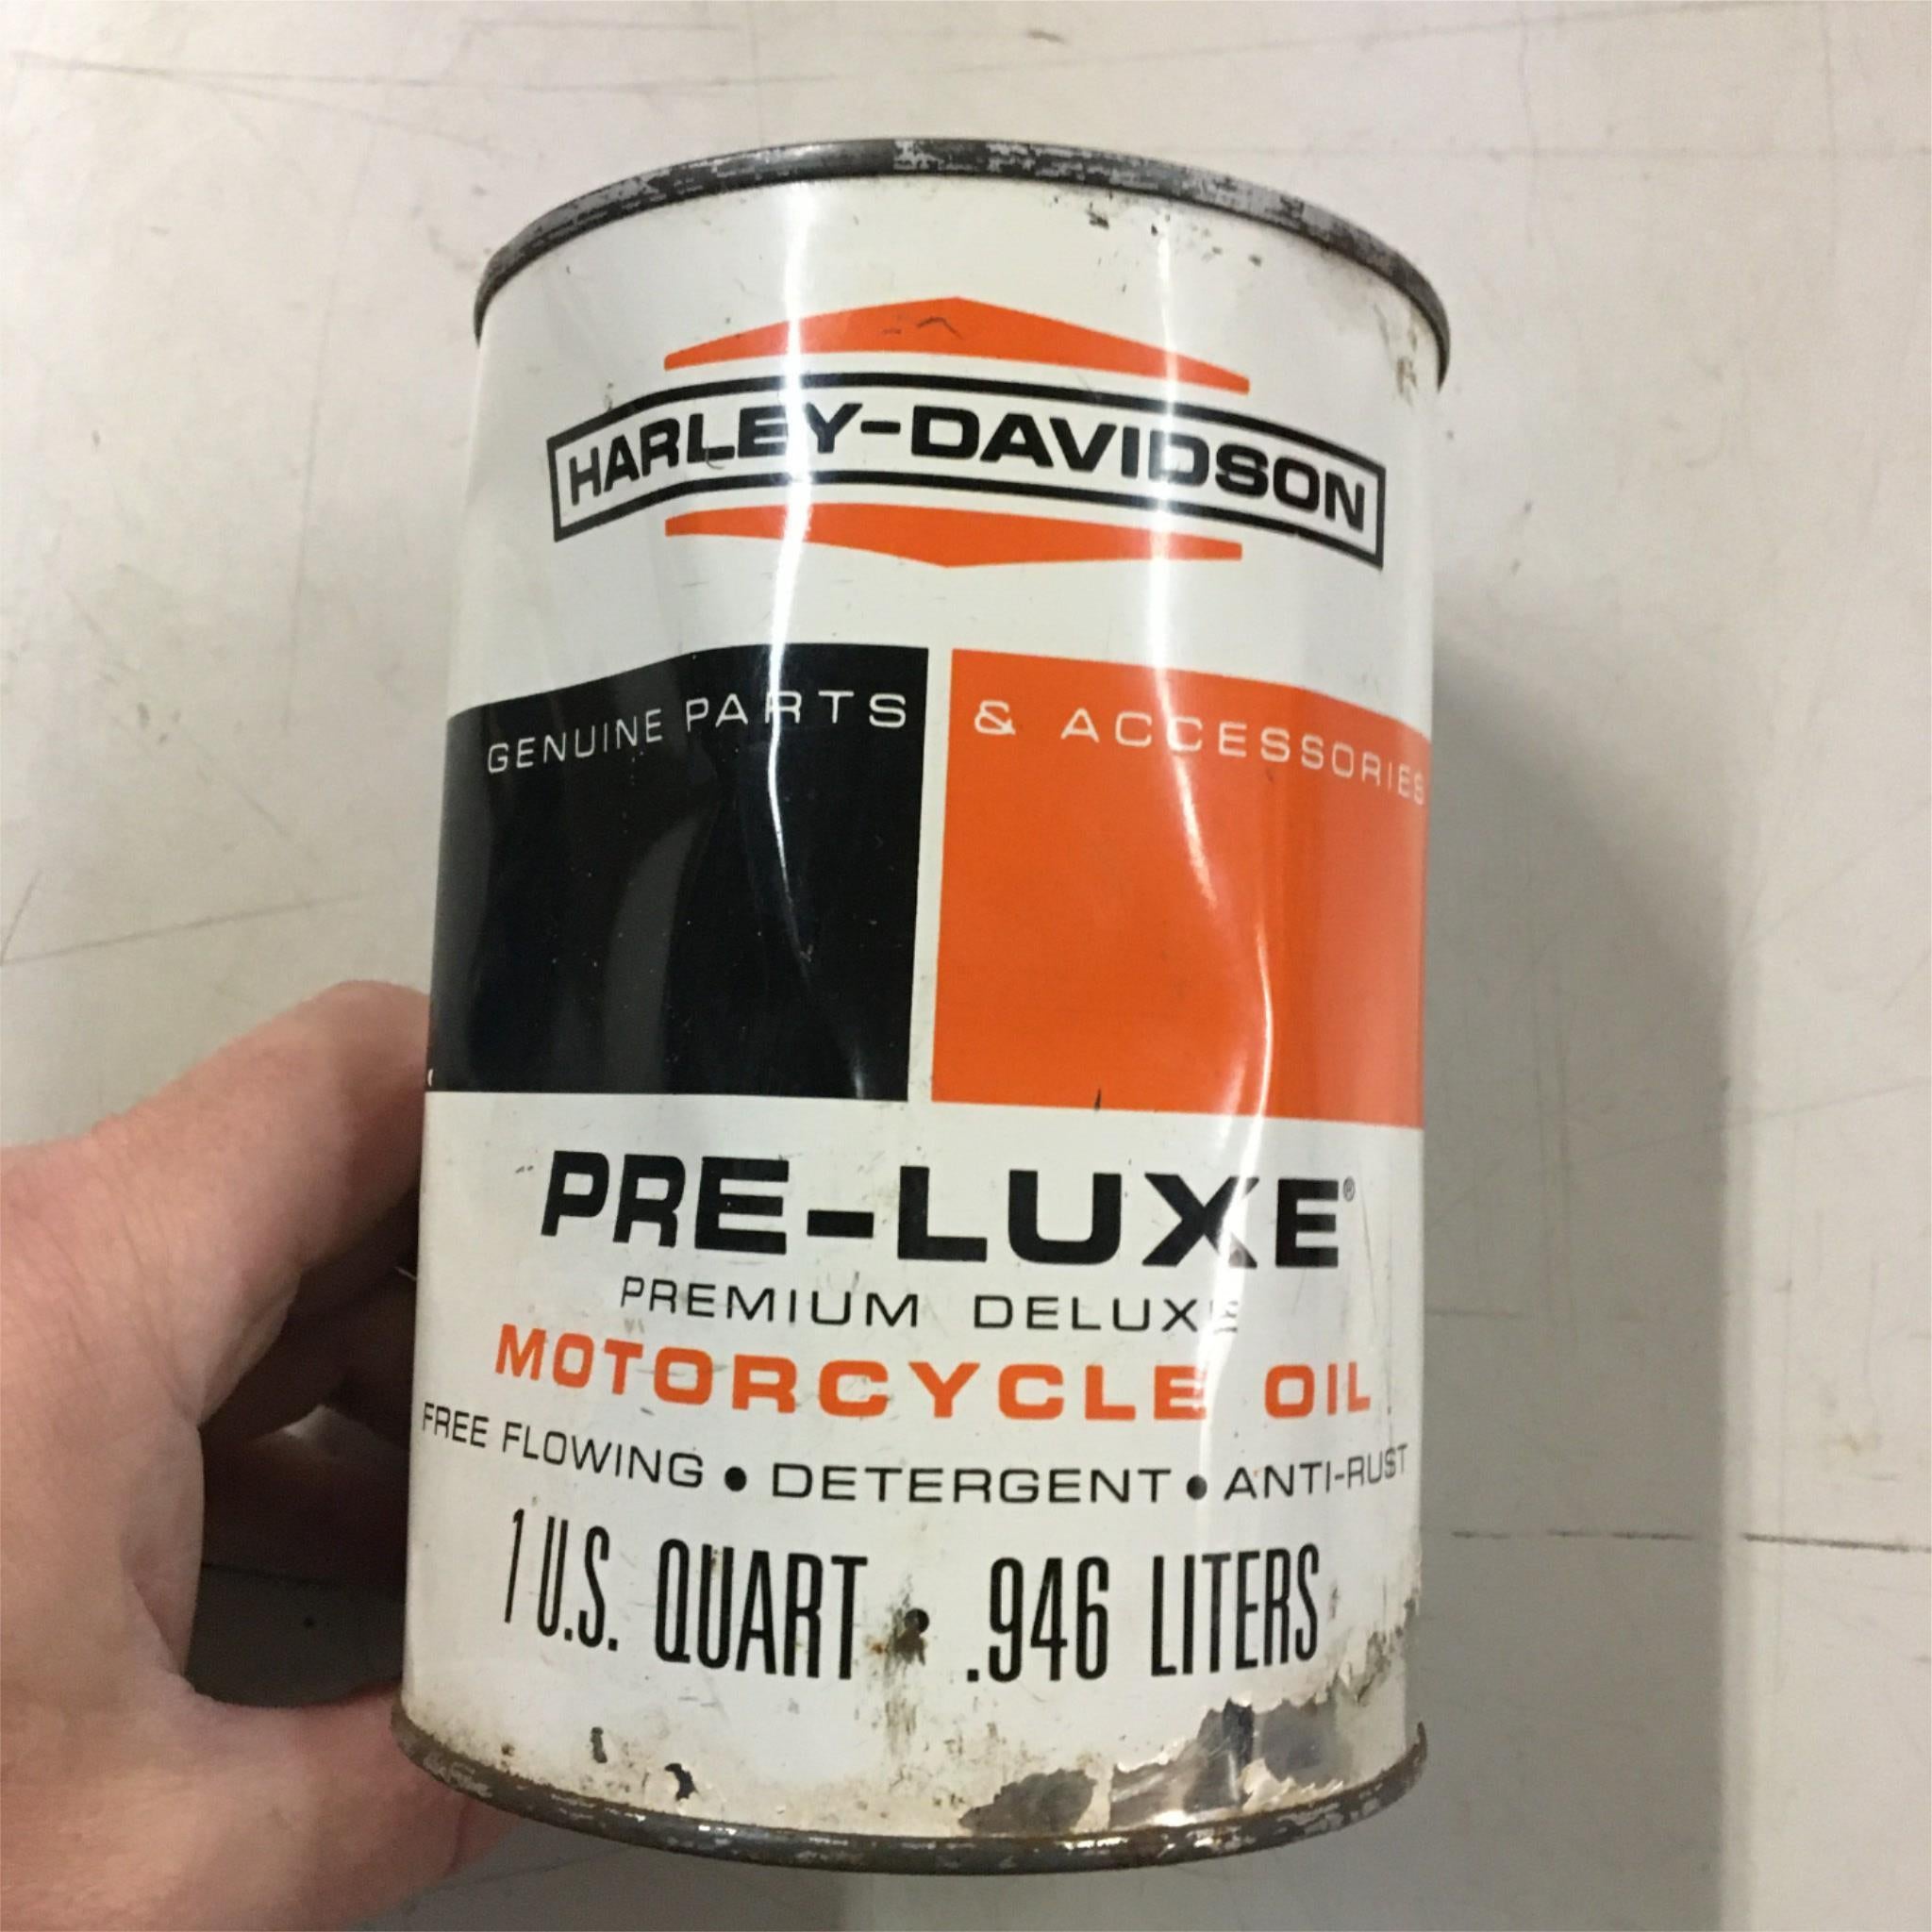 HARLEY-DAVIDSON
GENUINE PARTS & ACCESSORIES
PRE-LUXE®
PREMIUM DELUXE
MOTORCYCLE OIL
FREE FLOWING • DETERGENT • ANTI-RUST
1 U.S. QUART • .946 LITERS